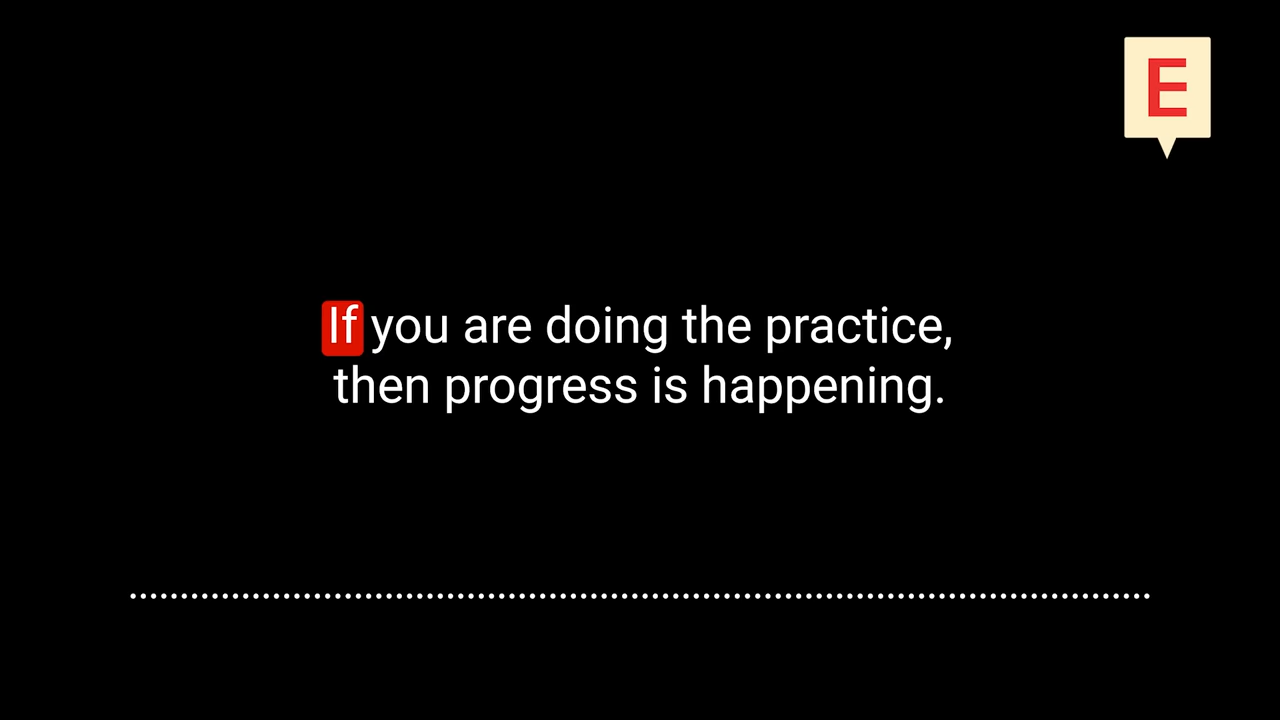 E
If you are doing the practice,
then progress is happening.